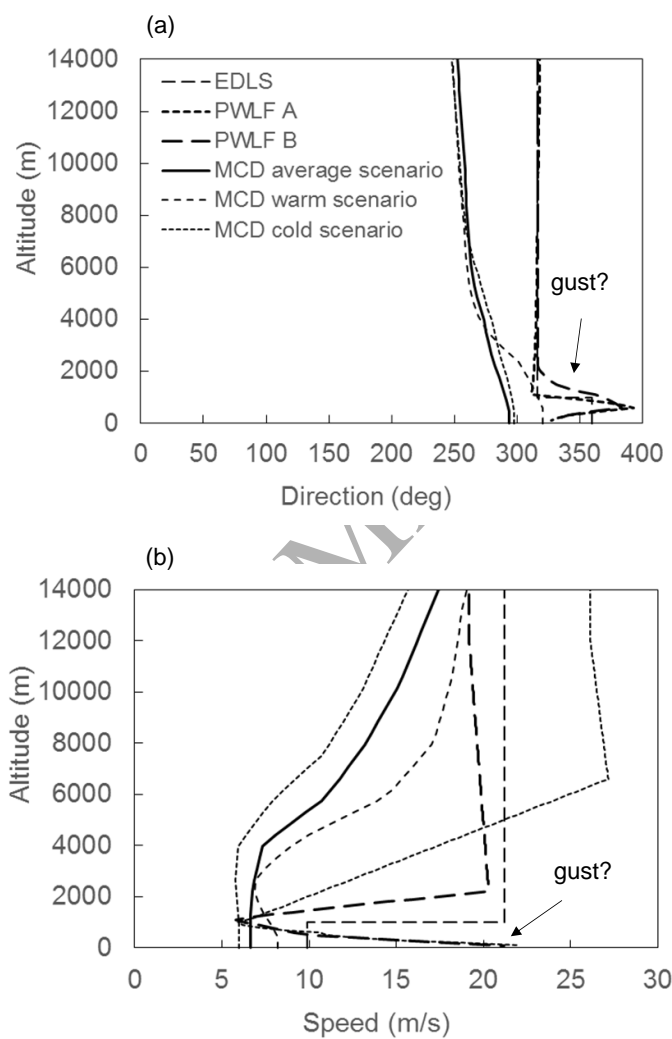 (a)
14000
12000
10000
8000
6000
4000
2000
0
Altitude (m)
EDLS
PWLF A
PWLF B
MCD average scenario
MCD warm scenario
MCD cold scenario
gust?
0 50 100 150 200 250 300 350 400
Direction (deg)
(b)
14000
12000
10000
8000
6000
4000
2000
0
Altitude (m)
gust?
0 5 10 15 20 25 30
Speed (m/s)